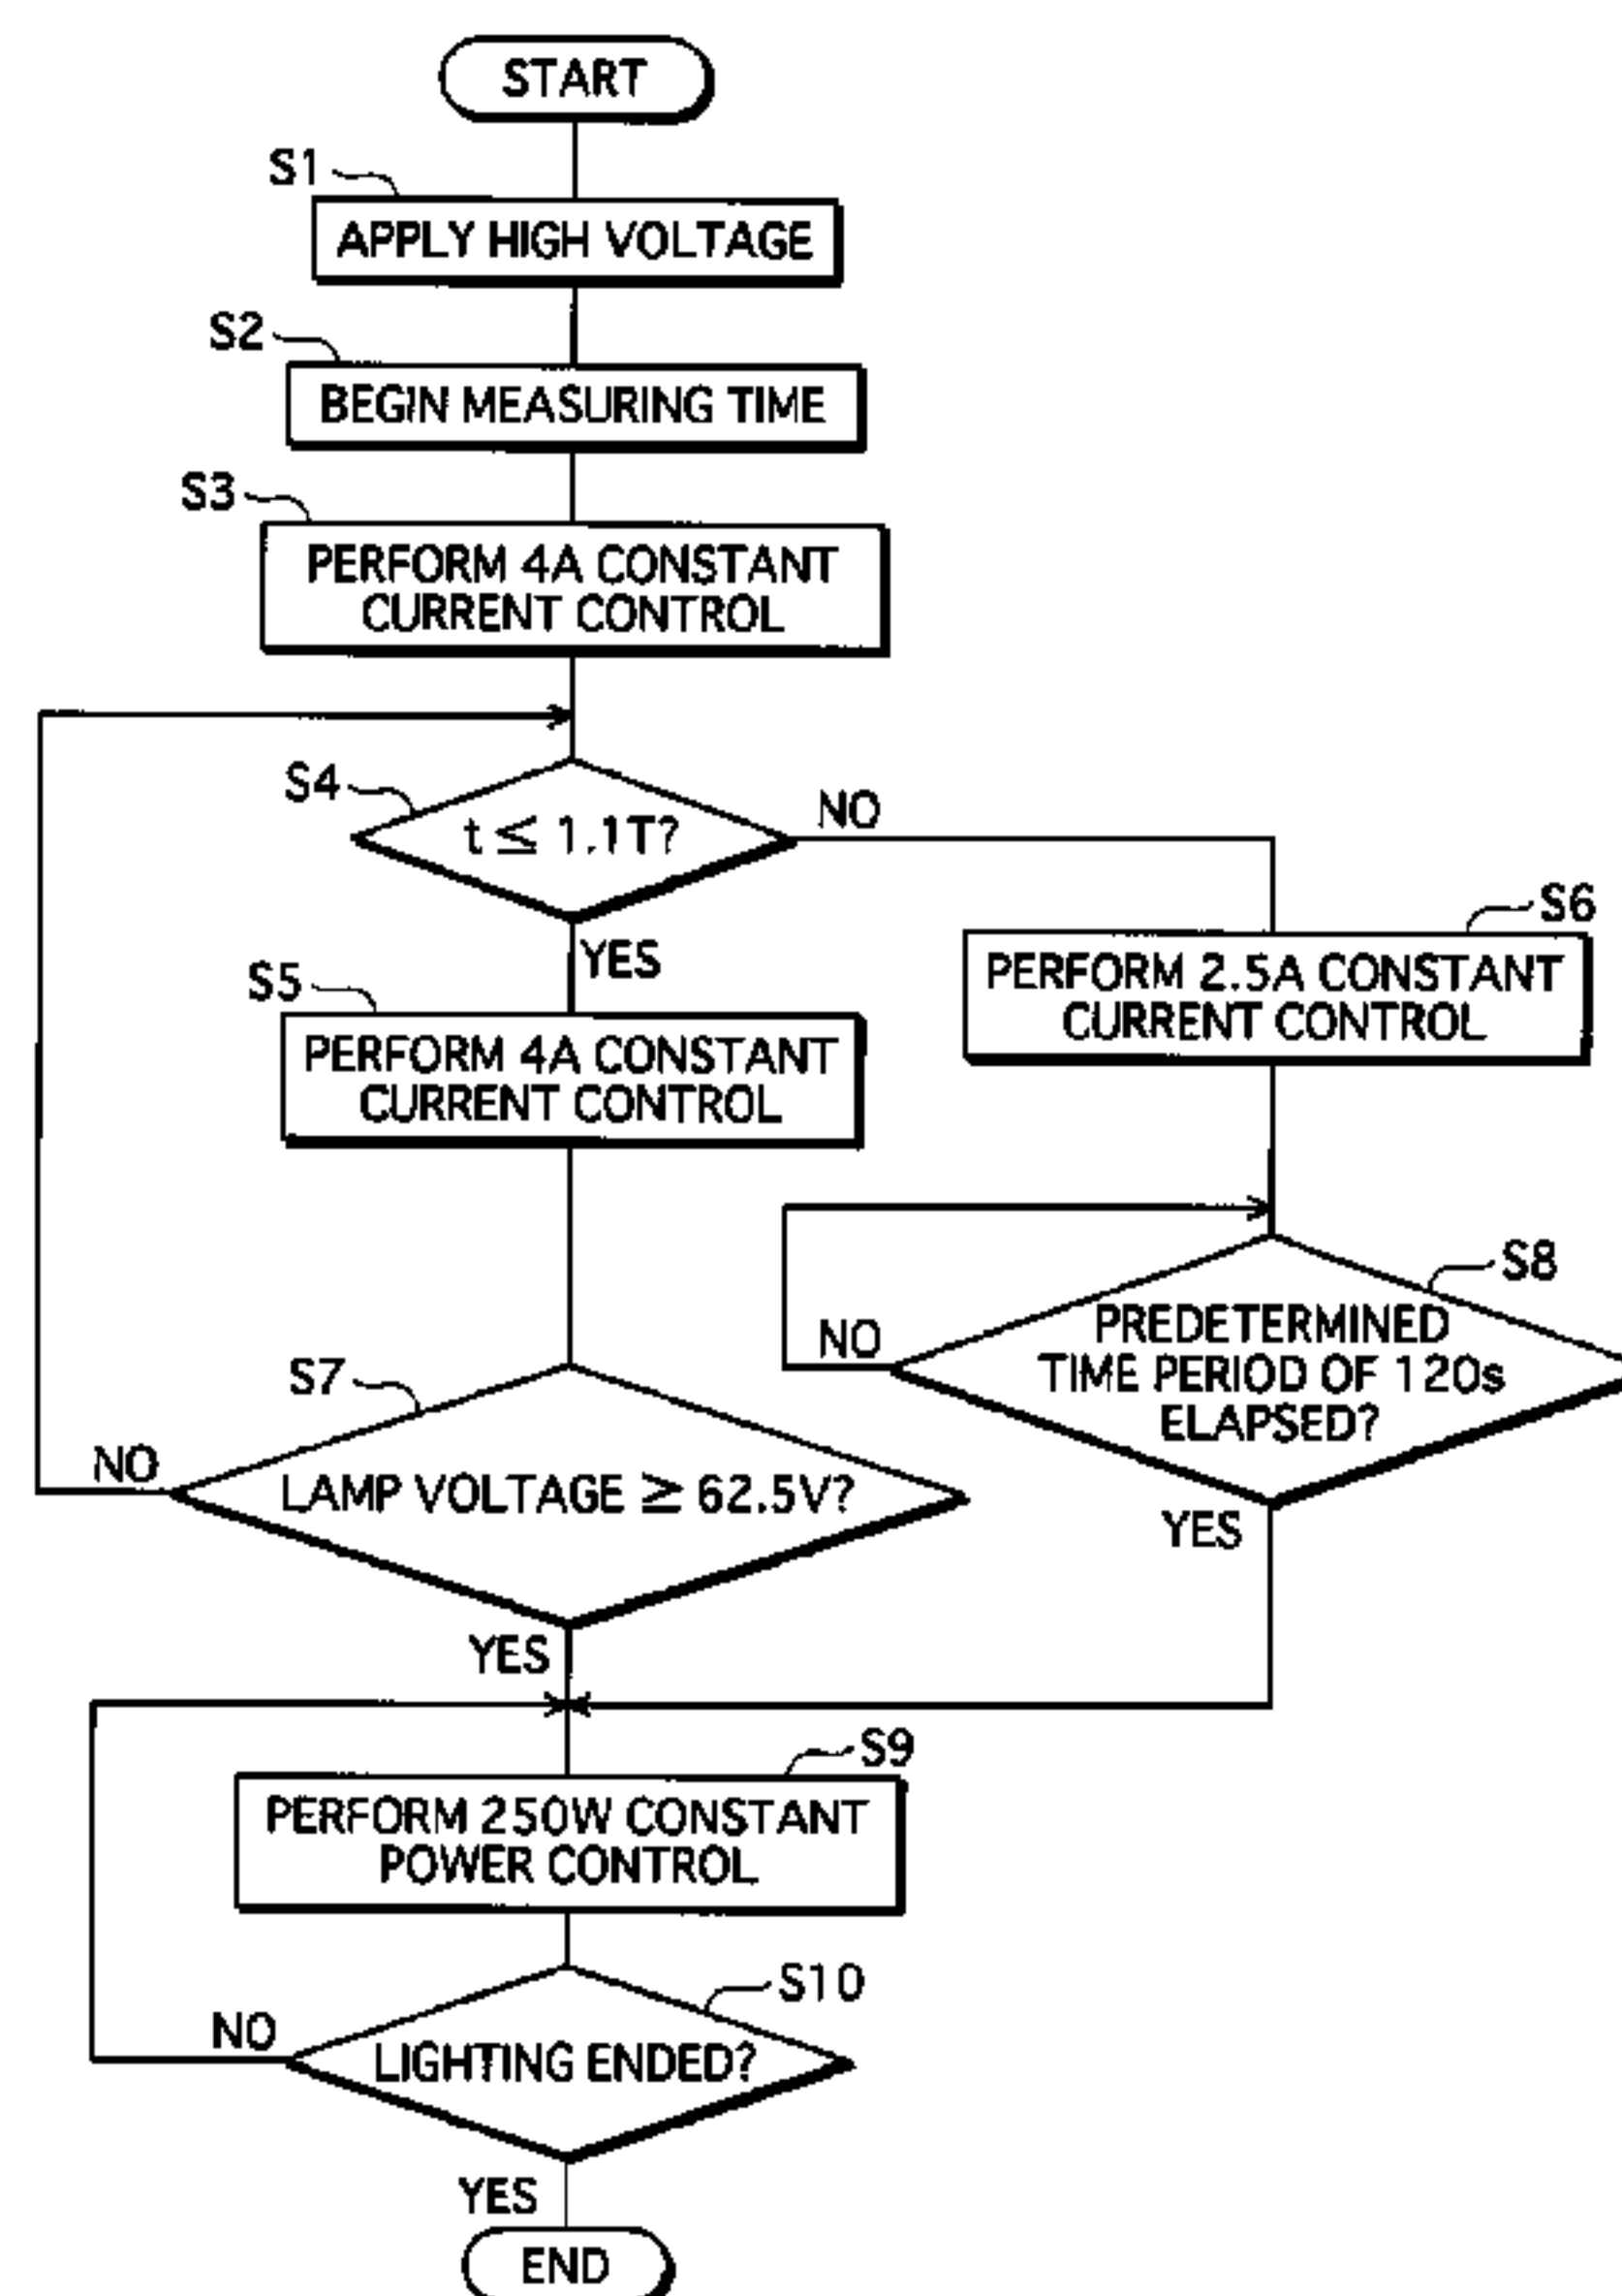 START
S1
APPLY HIGH VOLTAGE
S2
BEGIN MEASURING TIME
S3
PERFORM 4A CONSTANT
CURRENT CONTROL
S4
t ≤ 1.1T?
NO
YES
S6
PERFORM 2.5A CONSTANT
CURRENT CONTROL
S5
PERFORM 4A CONSTANT
CURRENT CONTROL
S8
PREDETERMINED
TIME PERIOD OF 120s
ELAPSED?
NO
YES
S7
LAMP VOLTAGE ≥ 62.5V?
NO
YES
S9
PERFORM 250W CONSTANT
POWER CONTROL
S10
LIGHTING ENDED?
NO
YES
END